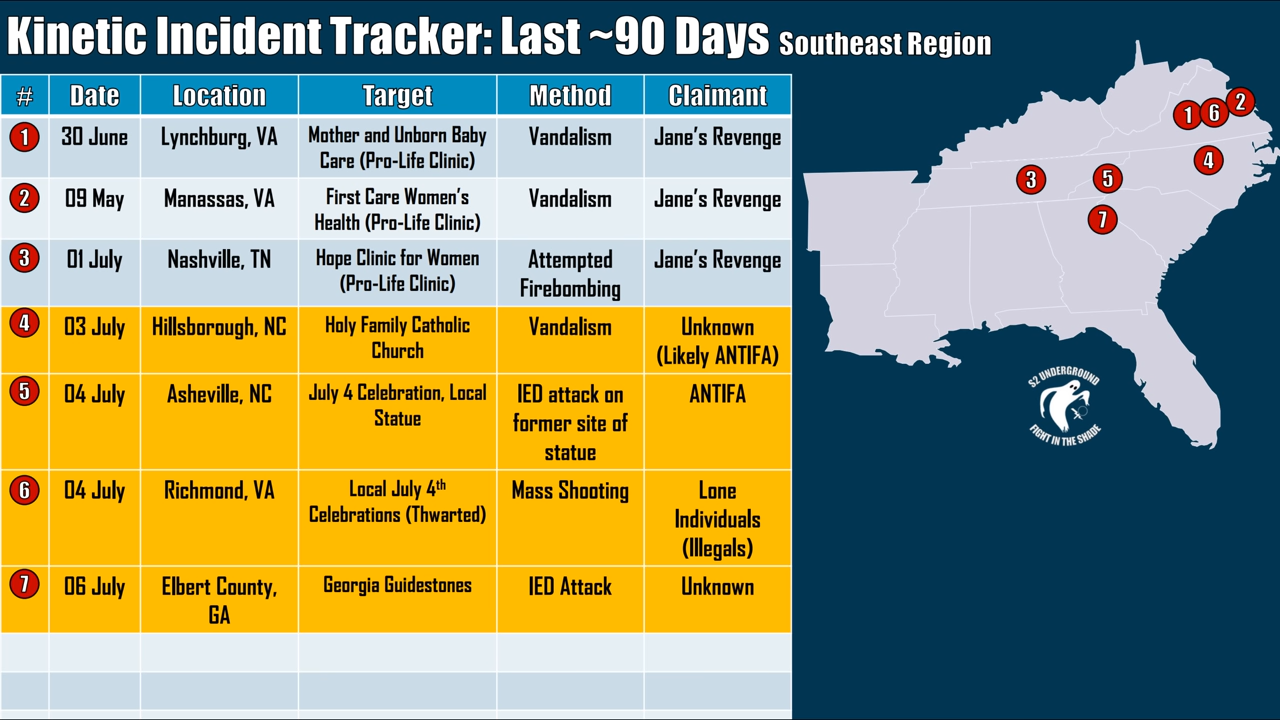 Kinetic Incident Tracker: Last ~90 Days Southeast Region
# Date Location Target Method Claimant
1 30 June Lynchburg, VA Mother and Unborn Baby Care (Pro-Life Clinic) Vandalism Jane's Revenge
2 09 May Manassas, VA First Care Women's Health (Pro-Life Clinic) Vandalism Jane's Revenge
3 01 July Nashville, TN Hope Clinic for Women (Pro-Life Clinic) Attempted Firebombing Jane's Revenge
4 03 July Hillsborough, NC Holy Family Catholic Church Vandalism Unknown (Likely ANTIFA)
5 04 July Asheville, NC July 4 Celebration, Local Statue IED attack on former site of statue ANTIFA
6 04 July Richmond, VA Local July 4th Celebrations (Thwarted) Mass Shooting Lone Individuals (Illegals)
7 06 July Elbert County, GA Georgia Guidestones IED Attack Unknown
1 6 2
4
3 5
7
S2 UNDERGROUND
FIGHT IN THE SHADE